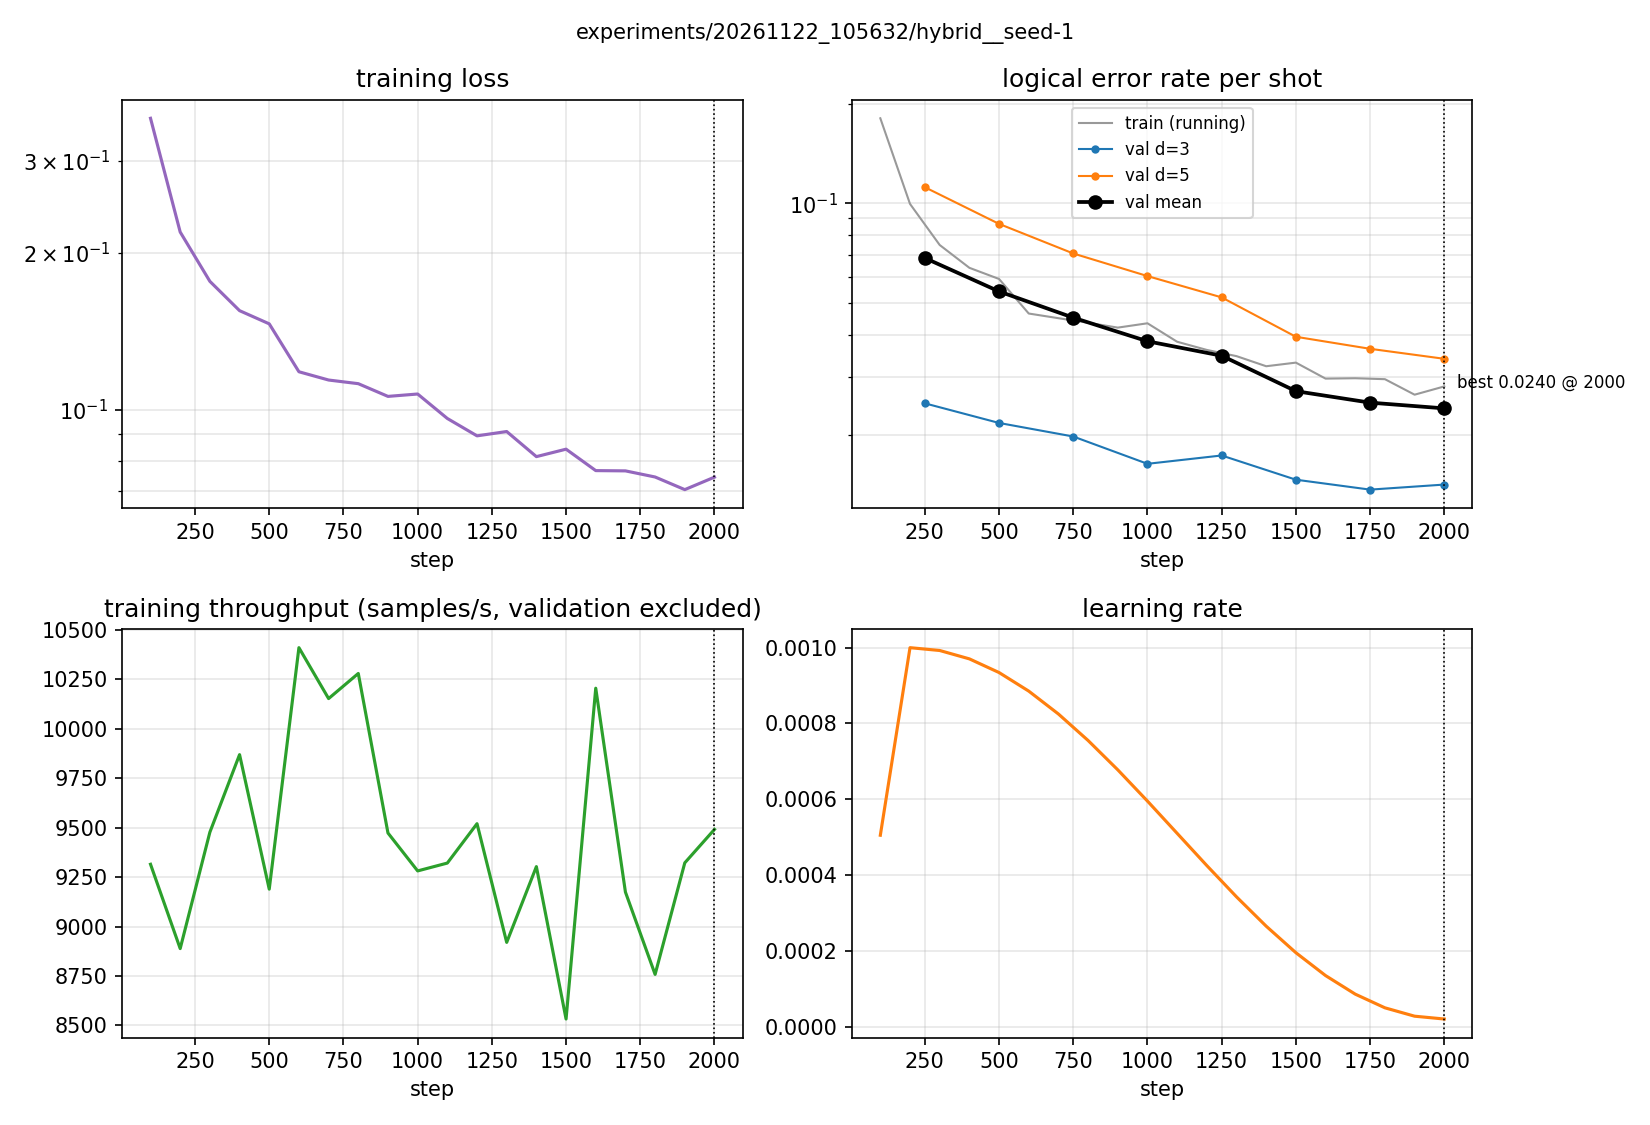 experiments/20261122_105632/hybrid__seed-1
training loss
3 × 10⁻¹
2 × 10⁻¹
10⁻¹
250 500 750 1000 1250 1500 1750 2000
step
logical error rate per shot
train (running)
val d=3
val d=5
val mean
10⁻¹
best 0.0240 @ 2000
250 500 750 1000 1250 1500 1750 2000
step
training throughput (samples/s, validation excluded)
10500
10250
10000
9750
9500
9250
9000
8750
8500
250 500 750 1000 1250 1500 1750 2000
step
learning rate
0.0010
0.0008
0.0006
0.0004
0.0002
0.0000
250 500 750 1000 1250 1500 1750 2000
step